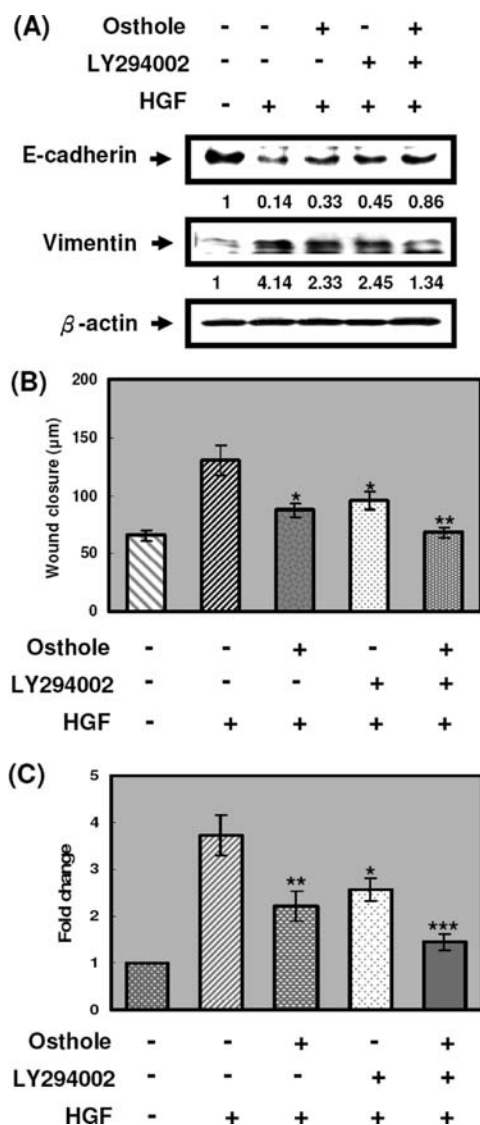 (A)
Osthole - - + - +
LY294002 - - - + +
HGF - + + + +
E-cadherin
1 0.14 0.33 0.45 0.86
Vimentin
1 4.14 2.33 2.45 1.34
β-actin
(B)
Wound closure (µm)
200
150
100
50
0
* * **
Osthole - - + - +
LY294002 - - - + +
HGF - + + + +
(C)
Fold change
5
4
3
2
1
0
** * ***
Osthole - - + - +
LY294002 - - - + +
HGF - + + + +